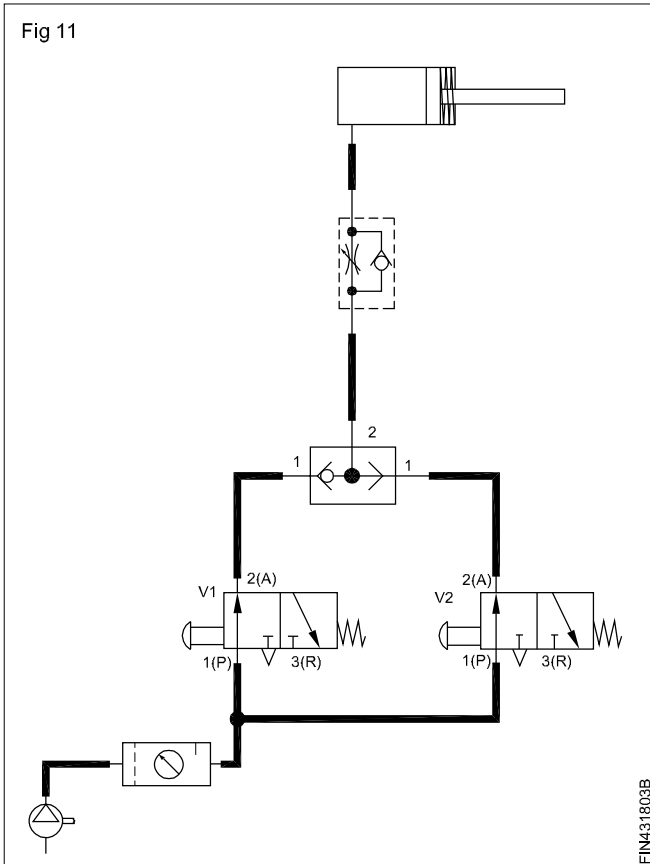 Fig 11
2
1 1
2(A) 2(A)
V1 V2
1(P) 3(R) 1(P) 3(R)
FIN431803B